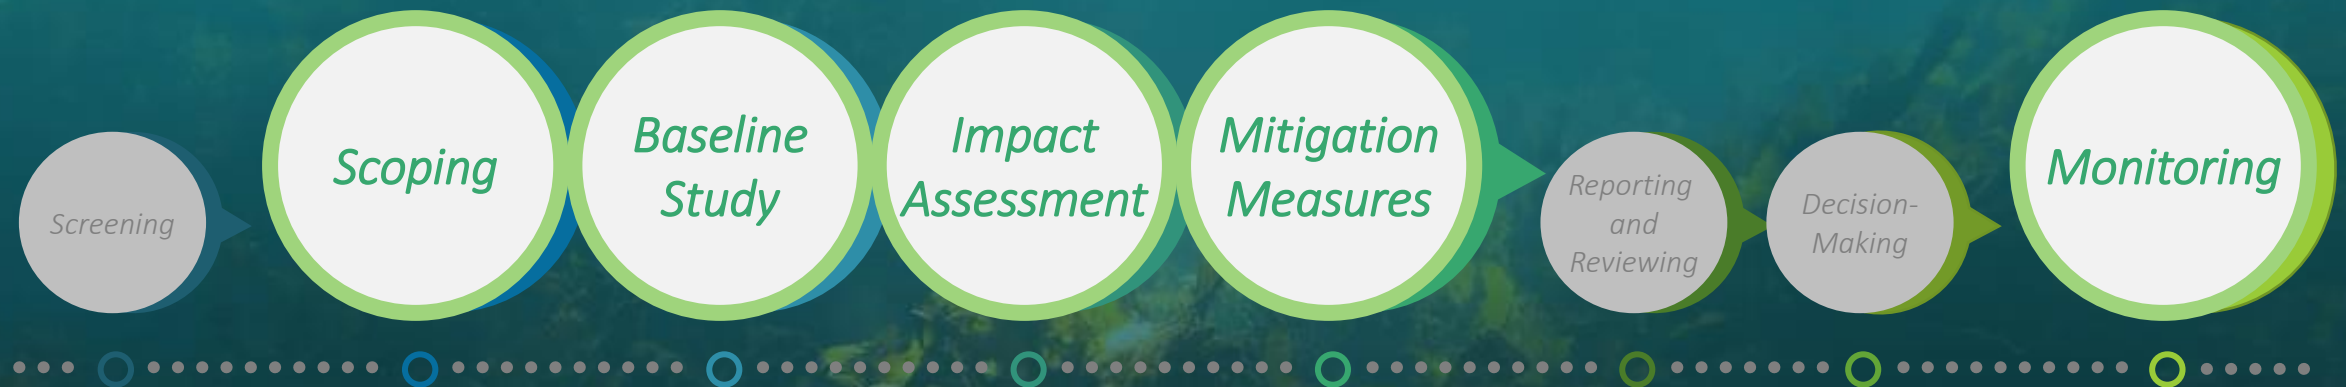 Screening
Scoping
Baseline
Study
Impact
Assessment
Mitigation
Measures
Reporting
and
Reviewing
Decision-
Making
Monitoring